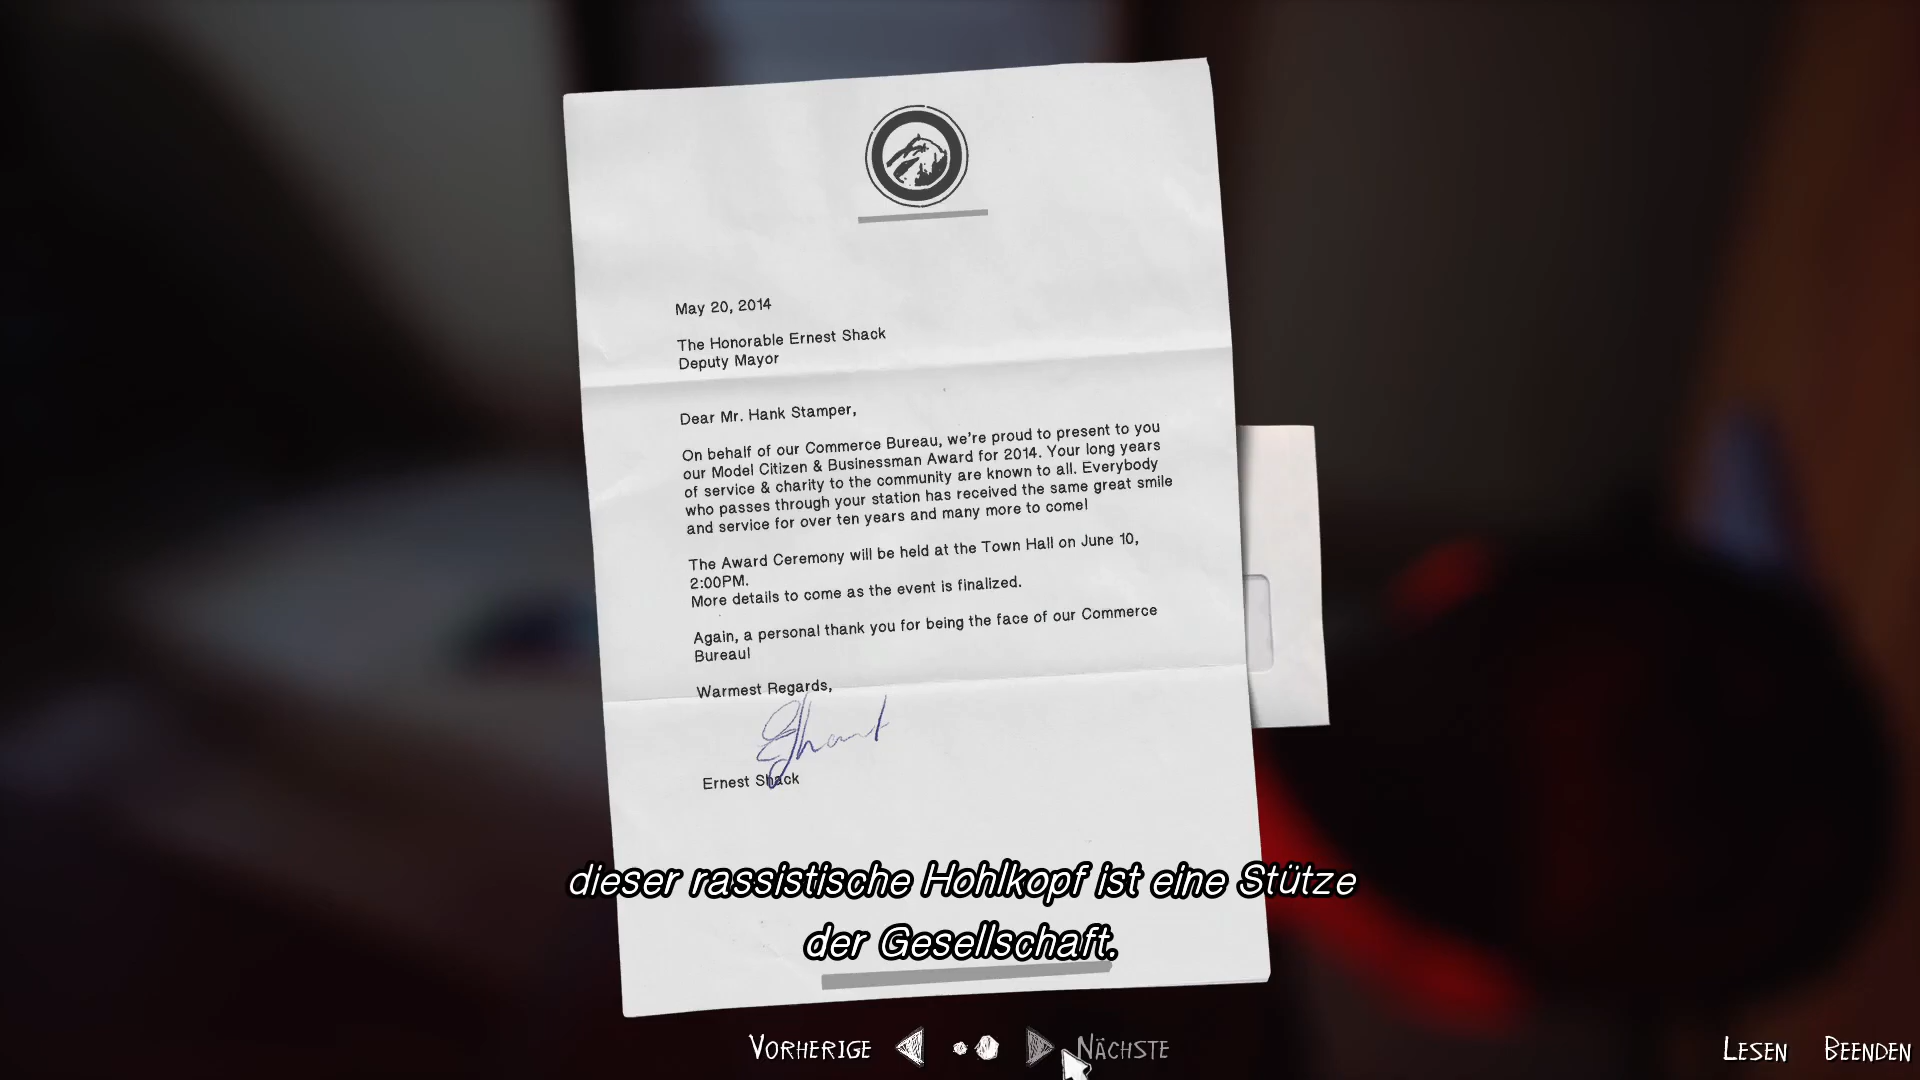 May 20, 2014
The Honorable Ernest Shack
Deputy Mayor
Dear Mr. Hank Stamper,
On behalf of our Commerce Bureau, we're proud to present to you
our Model Citizen & Businessman Award for 2014. Your long years
of service & charity to the community are known to all. Everybody
who passes through your station has received the same great smile
and service for over ten years and many more to come!
The Award Ceremony will be held at the Town Hall on June 10,
2:00PM.
More details to come as the event is finalized.
Again, a personal thank you for being the face of our Commerce
Bureau!
Warmest Regards,
Ernest Shack
dieser rassistische Hohlkopf ist eine Stütze
der Gesellschaft.
VORHERIGE NÄCHSTE LESEN BEENDEN